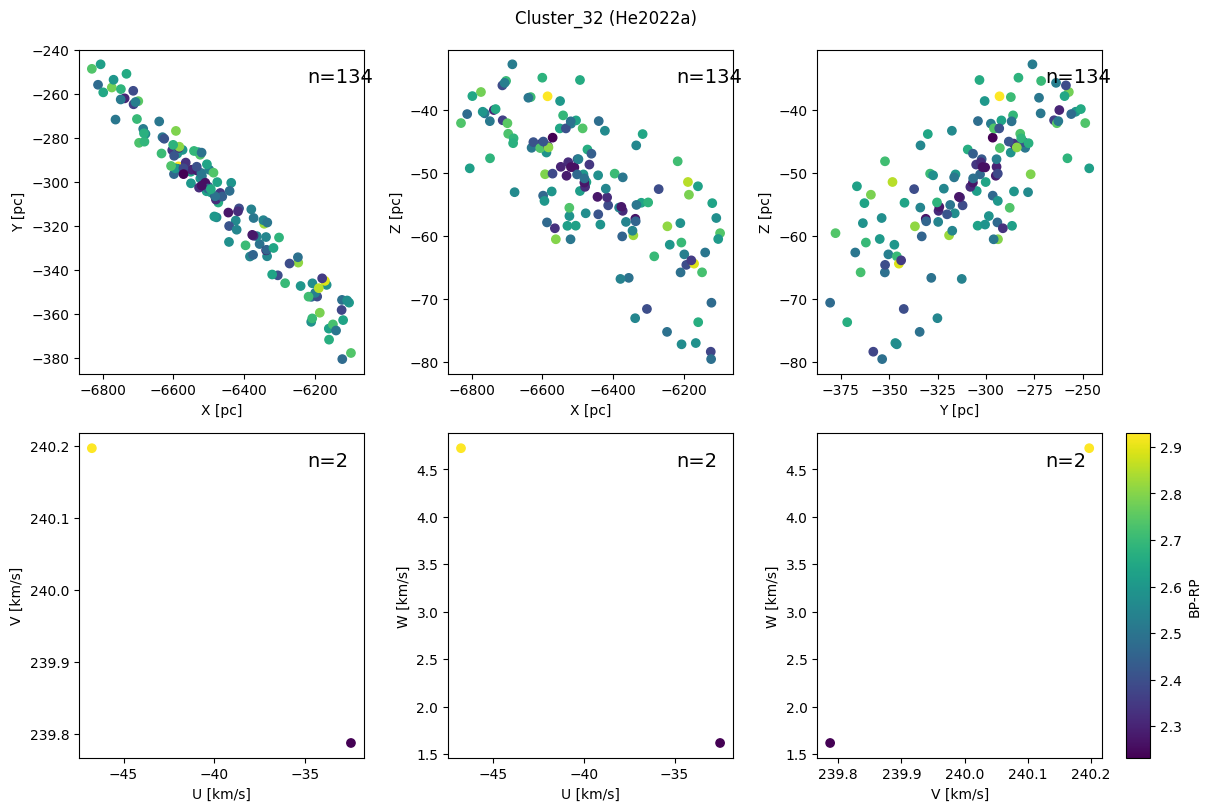 Cluster_32 (He2022a)
n=134
−240
−260
−280
−300
−320
−340
−360
−380
Y [pc]
−6800 −6600 −6400 −6200
X [pc]
n=134
−40
−50
−60
−70
−80
Z [pc]
−6800 −6600 −6400 −6200
X [pc]
n=134
−40
−50
−60
−70
−80
Z [pc]
−375 −350 −325 −300 −275 −250
Y [pc]
n=2
240.2
240.1
240.0
239.9
239.8
V [km/s]
−45 −40 −35
U [km/s]
n=2
4.5
4.0
3.5
3.0
2.5
2.0
1.5
W [km/s]
−45 −40 −35
U [km/s]
n=2
4.5
4.0
3.5
3.0
2.5
2.0
1.5
W [km/s]
239.8 239.9 240.0 240.1 240.2
V [km/s]
2.9
2.8
2.7
2.6
2.5
2.4
2.3
BP-RP